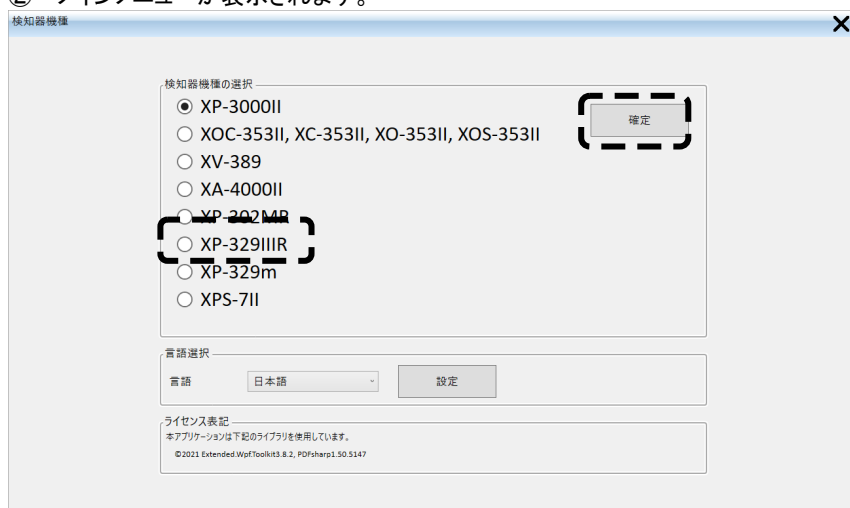 ② メインメニューが表示されます。
検知器機種
検知器機種の選択
XP-3000II
確定
XOC-353II, XC-353II, XO-353II, XOS-353II
XV-389
XA-4000II
XP-302MR
XP-329IIIR
XP-329m
XPS-7II
言語選択
言語 日本語 設定
ライセンス表記
本アプリケーションは下記のライブラリを使用しています。
©2021 Extended.Wpf.Toolkit3.8.2, PDFsharp1.50.5147